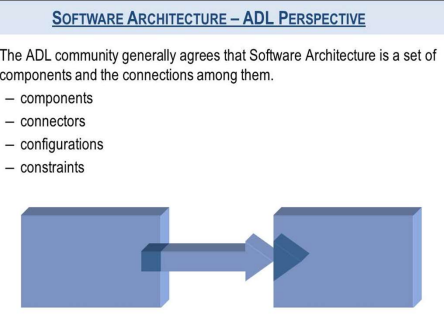 SOFTWARE ARCHITECTURE – ADL PERSPECTIVE
The ADL community generally agrees that Software Architecture is a set of
components and the connections among them.
– components
– connectors
– configurations
– constraints